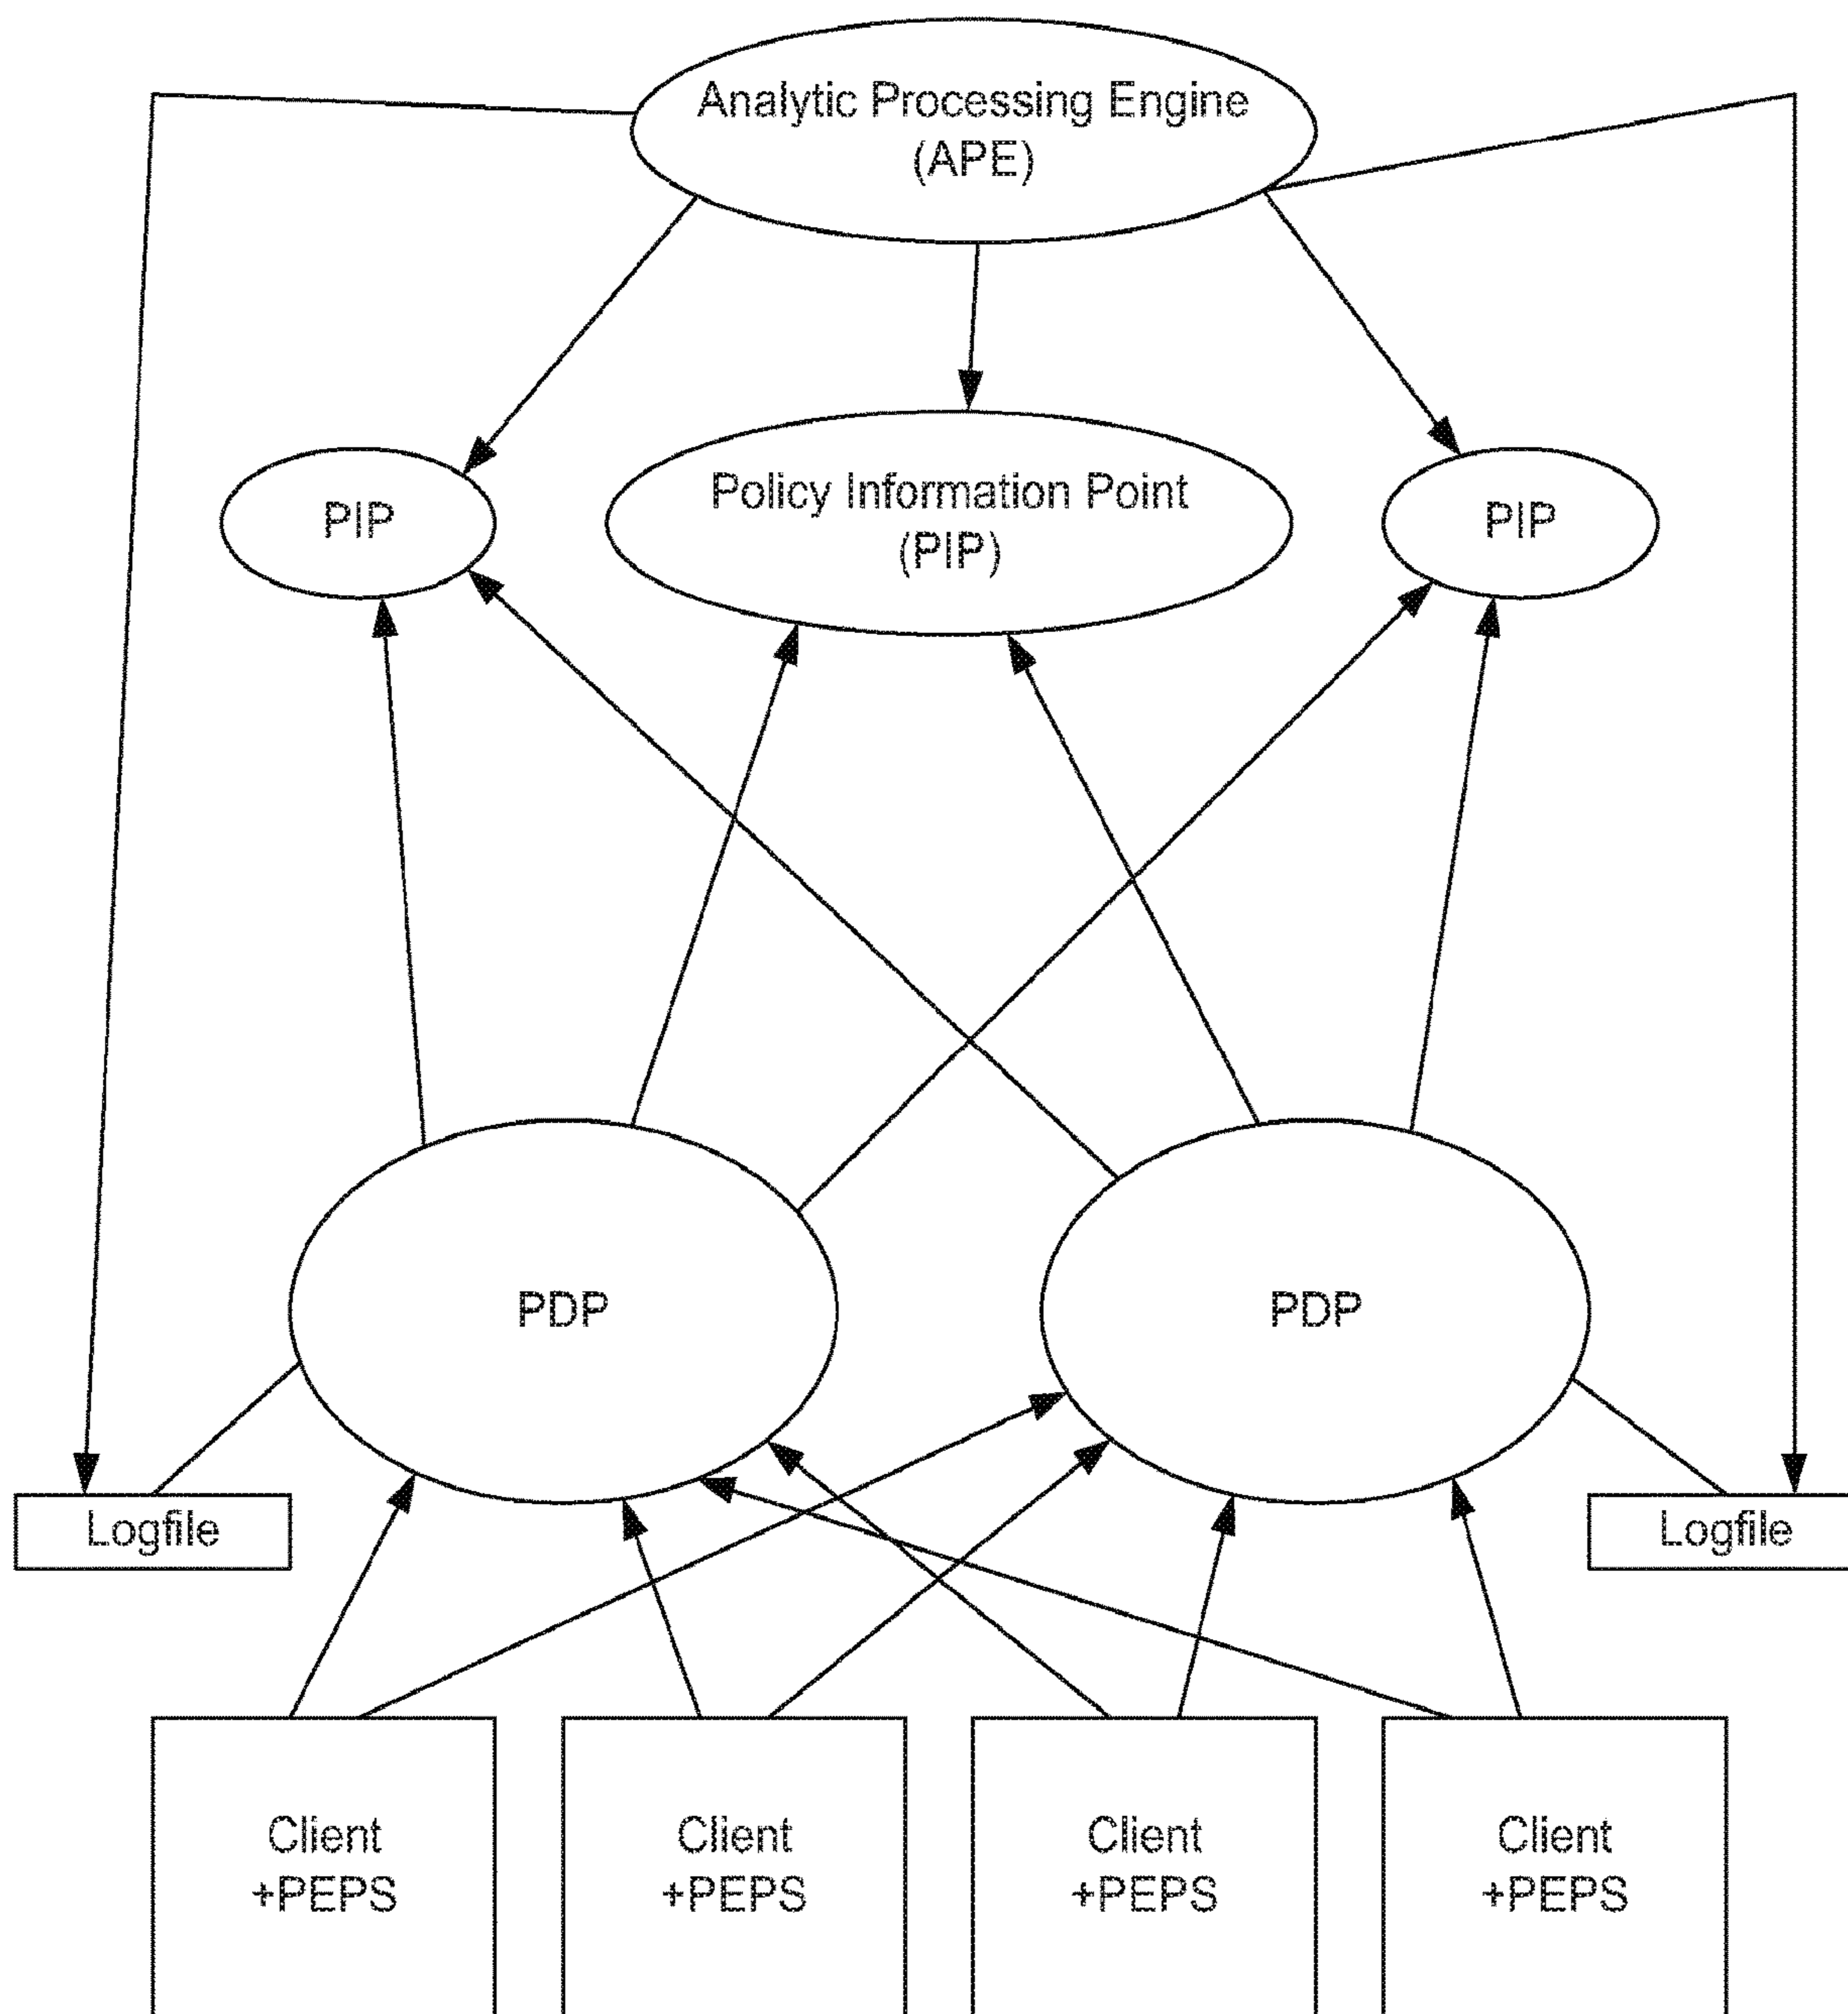 Analytic Processing Engine
(APE)
PIP
Policy Information Point
(PIP)
PIP
PDP
PDP
Logfile
Logfile
Client
+PEPS
Client
+PEPS
Client
+PEPS
Client
+PEPS